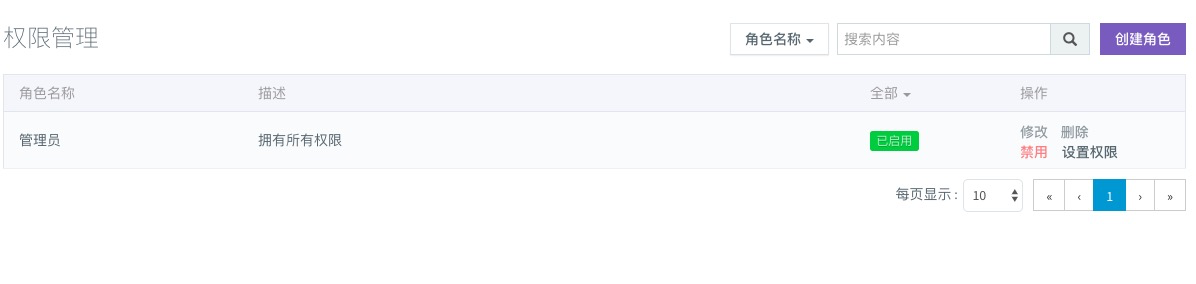 权限管理
角色名称 搜索内容 创建角色
角色名称 描述 全部 操作
管理员 拥有所有权限 已启用 修改 删除
禁用 设置权限
每页显示 : 10 « ‹ 1 › »